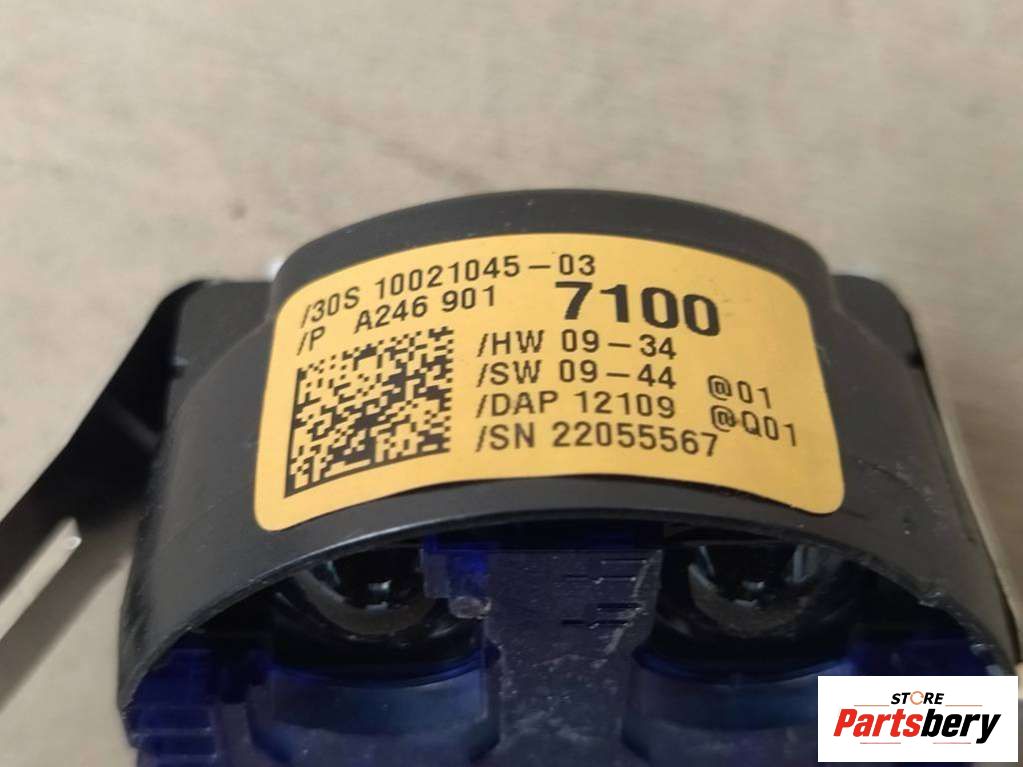 /30S 10021045-03
/P A246 901 7100
/HW 09-34
/SW 09-44 @01
/DAP 12109 @Q01
/SN 22055567
STORE
Partsbery